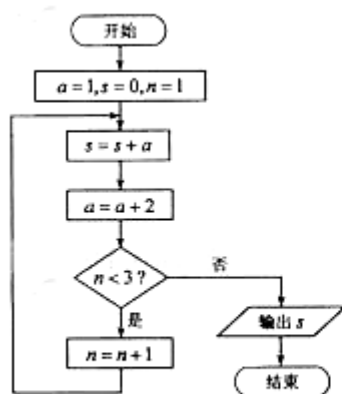 开始
a=1,s=0,n=1
s=s+a
a=a+2
n<3?
否
是
输出 s
n=n+1
结束